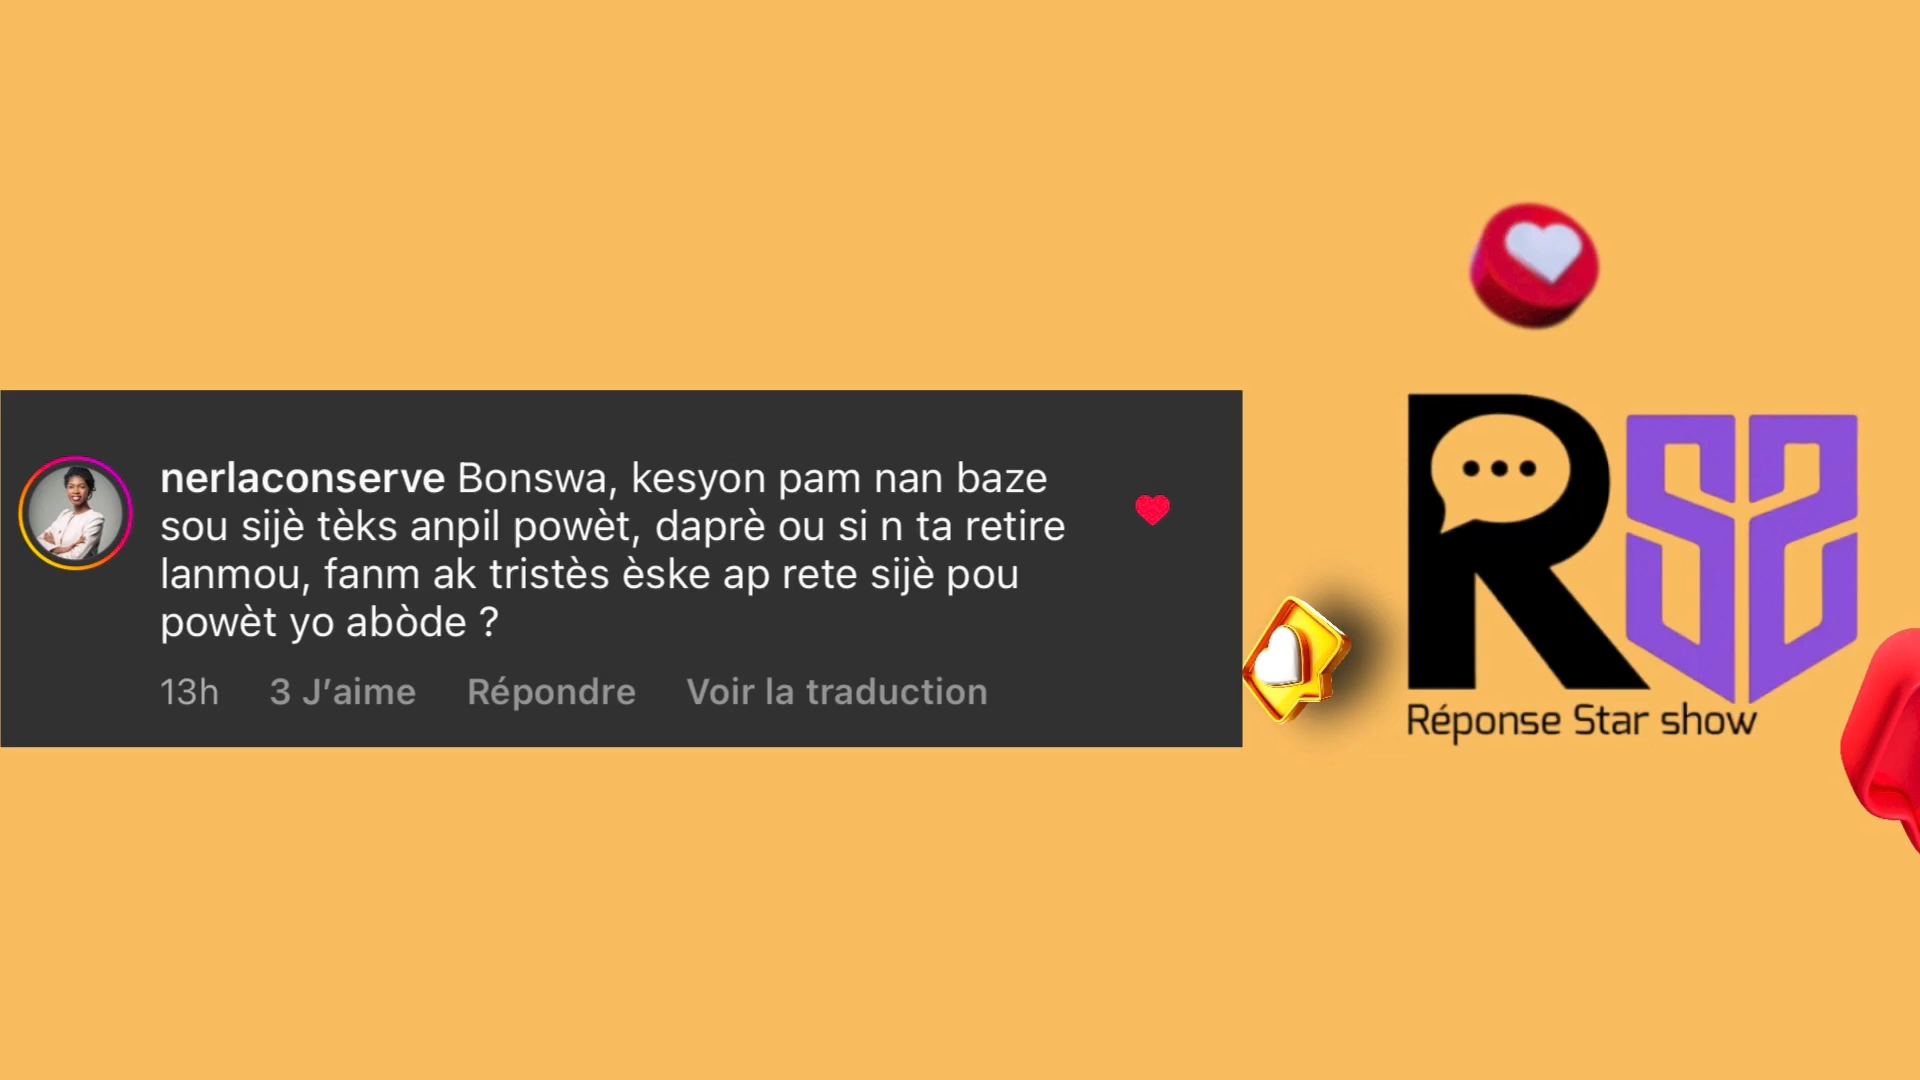 nerlaconserve Bonswa, kesyon pam nan baze
sou sijè tèks anpil powèt, daprè ou si n ta retire
lanmou, fanm ak tristès èske ap rete sijè pou
powèt yo abòde ?
13h 3 J’aime Répondre Voir la traduction
RSS
Réponse Star show